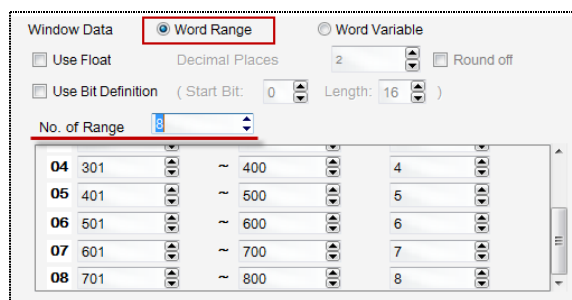 Window Data Word Range Word Variable
Use Float Decimal Places 2 Round off
Use Bit Definition ( Start Bit: 0 Length: 16 )
No. of Range 8
04 301 ~ 400 4
05 401 ~ 500 5
06 501 ~ 600 6
07 601 ~ 700 7
08 701 ~ 800 8